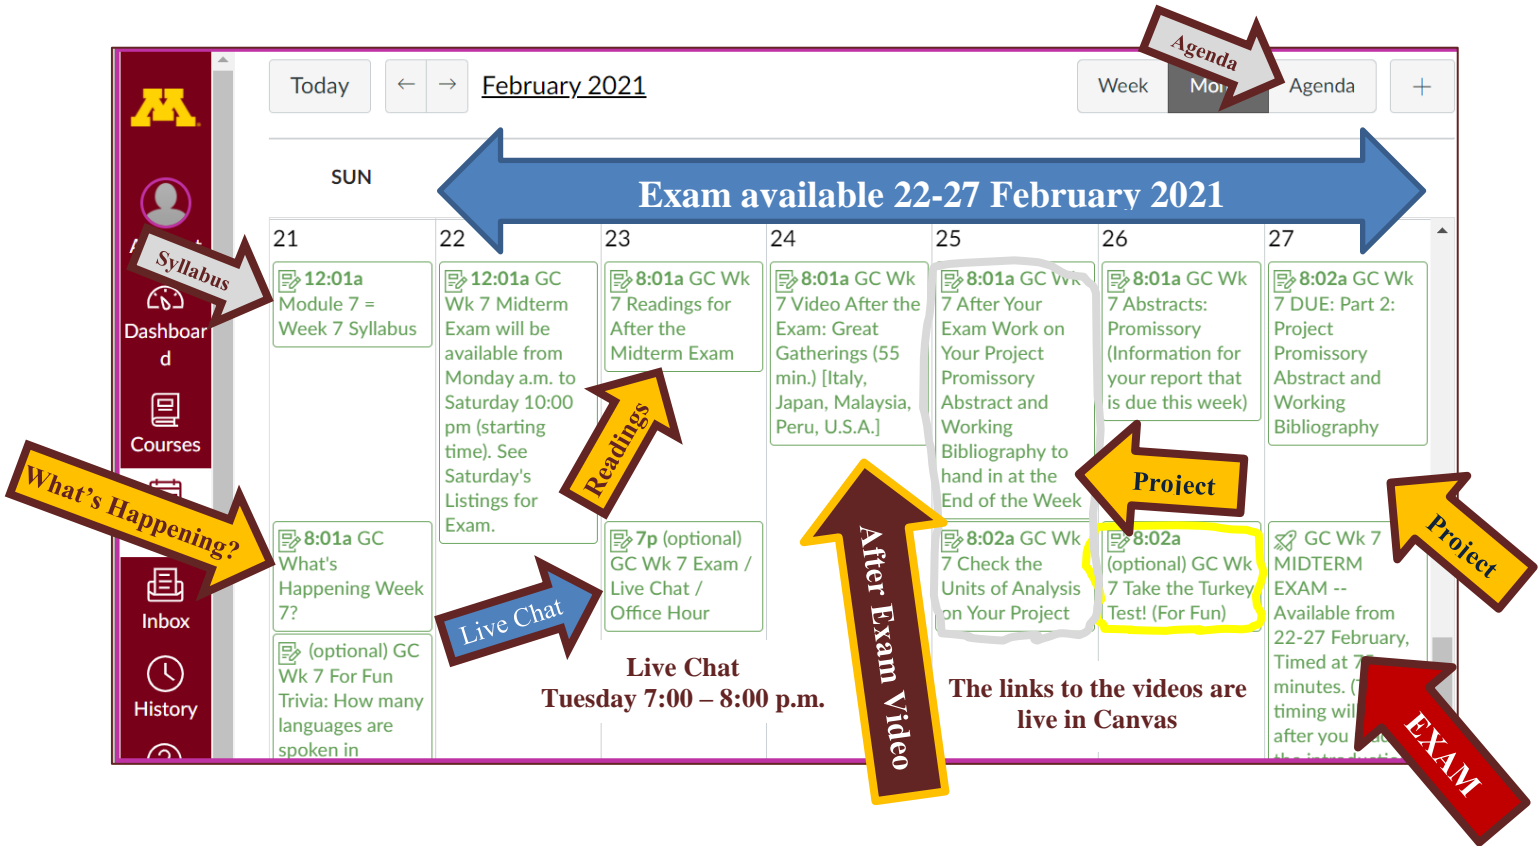 Agenda
Today
← → February 2021
Week
Mon
Agenda
+
SUN
Exam available 22-27 February 2021
21
22
23
24
25
26
27
Syllabus
12:01a
Module 7 =
Week 7 Syllabus
12:01a GC
Wk 7 Midterm
Exam will be
available from
Monday a.m. to
Saturday 10:00
pm (starting
time). See
Saturday's
Listings for
Exam.
8:01a GC Wk
7 Readings for
After the
Midterm Exam
8:01a GC Wk
7 Video After the
Exam: Great
Gatherings (55
min.) [Italy,
Japan, Malaysia,
Peru, U.S.A.]
8:01a GC Wk
7 After Your
Exam Work on
Your Project
Promissory
Abstract and
Working
Bibliography to
hand in at the
End of the Week
8:01a GC Wk
7 Abstracts:
Promissory
(Information for
your report that
is due this week)
8:02a GC Wk
7 DUE: Part 2:
Project
Promissory
Abstract and
Working
Bibliography
Dashboar
d
Courses
Inbox
History
What's Happening?
Readings
Project
Project
8:01a GC
What's
Happening Week
7?
(optional) GC
Wk 7 For Fun
Trivia: How many
languages are
spoken in
Live Chat
7p (optional)
GC Wk 7 Exam /
Live Chat /
Office Hour
Live Chat
Tuesday 7:00 – 8:00 p.m.
After Exam Video
8:02a GC Wk
7 Check the
Units of Analysis
on Your Project
8:02a
(optional) GC Wk
7 Take the Turkey
Test! (For Fun)
The links to the videos are
live in Canvas
GC Wk 7
MIDTERM
EXAM --
Available from
22-27 February,
Timed at 75
minutes. (
timing wil
after you
EXAM